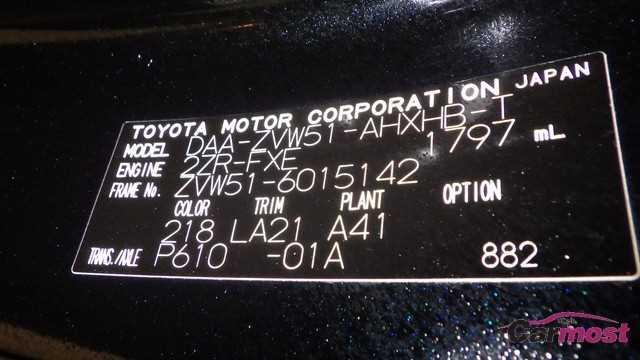 TOYOTA MOTOR CORPORATION JAPAN
MODEL DAA-ZVW51-AHXHB-I
ENGINE 2ZR-FXE 1797 mL
FRAME No. ZVW51-6015142
COLOR TRIM PLANT OPTION
218 LA21 A41
TRANS./AXLE P610 -01A 882
Carmost